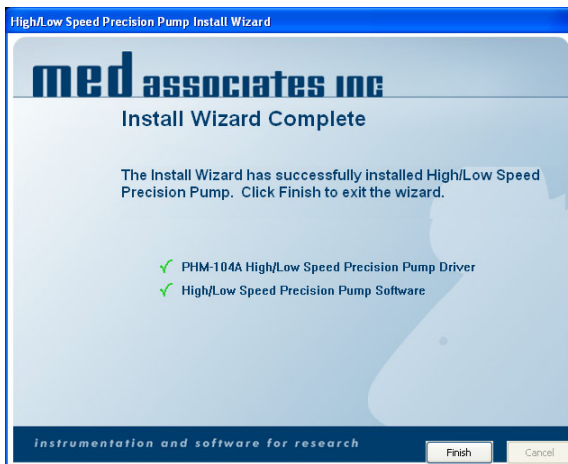 High/Low Speed Precision Pump Install Wizard
med associates inc
Install Wizard Complete
The Install Wizard has successfully installed High/Low Speed
Precision Pump.  Click Finish to exit the wizard.
PHM-104A High/Low Speed Precision Pump Driver
High/Low Speed Precision Pump Software
instrumentation and software for research
Finish
Cancel